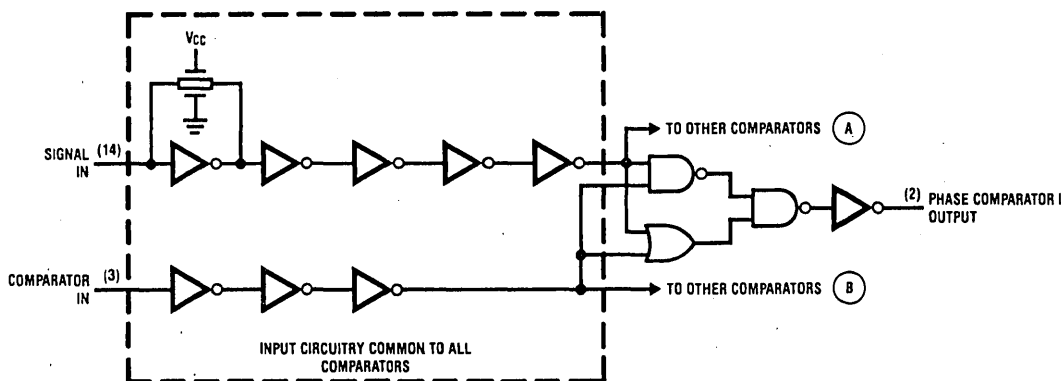 VCC
SIGNAL
IN
(14)
TO OTHER COMPARATORS A
(2) PHASE COMPARATOR I
OUTPUT
COMPARATOR
IN
(3)
TO OTHER COMPARATORS B
INPUT CIRCUITRY COMMON TO ALL
COMPARATORS